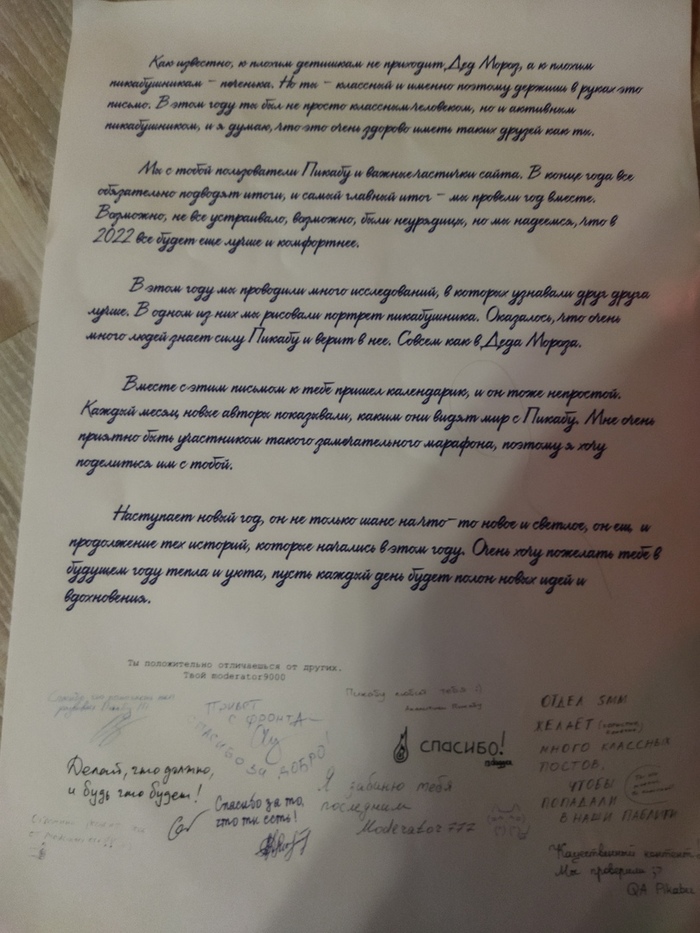 Как известно, к плохим детишкам не приходит Дед Мороз, а к плохим
пикабушникам – печенька. Но ты – классный и именно поэтому держишь в руках это
письмо. В этом году ты был не просто классным человеком, но и активным
пикабушником, и я думаю, что это очень здорово иметь таких друзей как ты.
Мы с тобой пользователи Пикабу и важные частички сайта. В конце года все
обязательно подводят итоги, и самый главный итог – мы провели год вместе.
Возможно, не все устраивало, возможно, были неурядицы, но мы надеемся, что в
2022 все будет еще лучше и комфортнее.
В этом году мы проводили много исследований, в которых узнавали друг друга
лучше. В одном из них мы рисовали портрет пикабушника. Оказалось, что очень
много людей знает силу Пикабу и верит в нее. Совсем как в Деда Мороза.
Вместе с этим письмом к тебе пришел календарик, и он тоже непростой.
Каждый месяц новые авторы показывали, каким они видят мир с Пикабу. Мне очень
приятно быть участником такого замечательного марафона, поэтому я хочу
поделиться им с тобой.
Наступает новый год, он не только шанс на что-то новое и светлое, он ещ и
продолжение тех историй, которые начались в этом году. Очень хочу пожелать тебе в
будущем году тепла и уюта, пусть каждый день будет полон новых идей и
вдохновения.
Ты положительно отличаешься от других.
Твой moderator9000
Привет
с фронта
Спасибо за добро!
Пикабу любит тебя :)
спасибо!
Делай, что должно,
и будь что будет!
Спасибо за то,
что ты есть!
Я забаню тебя
последним
Moderator 777
ОТДЕЛ SMM
ЖЕЛАЕТ
МНОГО КЛАССНЫХ
ПОСТОВ,
ЧТОБЫ
ПОПАДАЛИ
В НАШИ ПАБЛИКИ
Качественный контент!
Мы проверили ;)
QA Pikabu